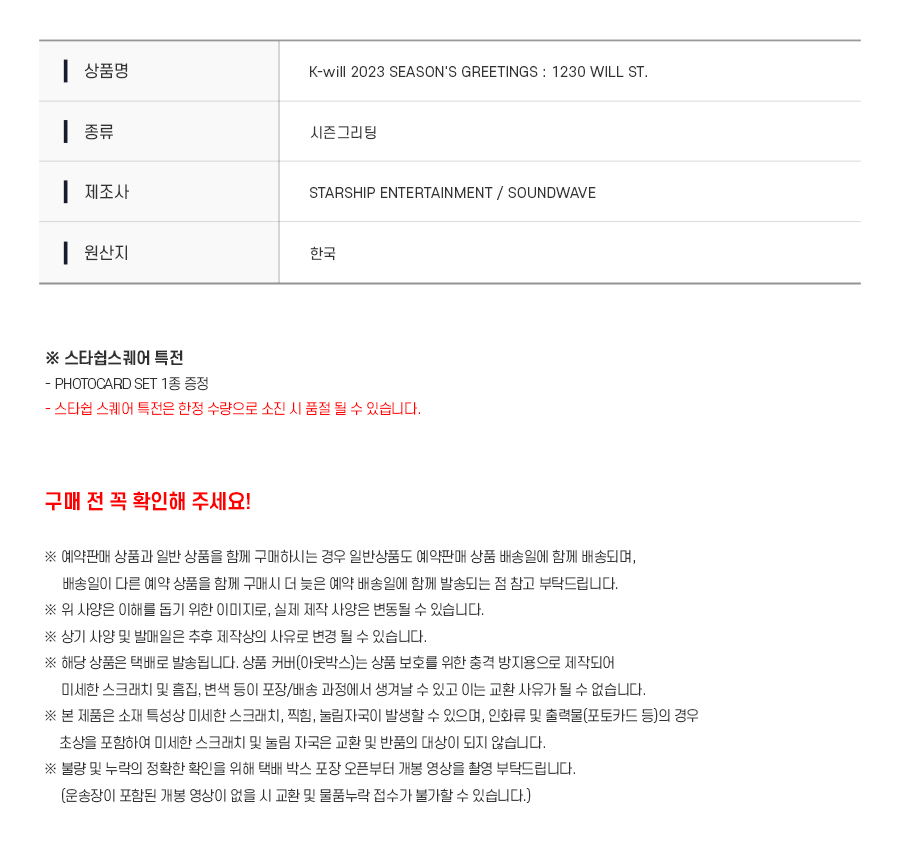 상품명 K-will 2023 SEASON'S GREETINGS : 1230 WILL ST.
종류 시즌그리팅
제조사 STARSHIP ENTERTAINMENT / SOUNDWAVE
원산지 한국
※ 스타쉽스퀘어 특전
- PHOTOCARD SET 1종 증정
- 스타쉽 스퀘어 특전은 한정 수량으로 소진 시 품절 될 수 있습니다.
구매 전 꼭 확인해 주세요!
※ 예약판매 상품과 일반 상품을 함께 구매하시는 경우 일반상품도 예약판매 상품 배송일에 함께 배송되며,
배송일이 다른 예약 상품을 함께 구매시 더 늦은 예약 배송일에 함께 발송되는 점 참고 부탁드립니다.
※ 위 사양은 이해를 돕기 위한 이미지로, 실제 제작 사양은 변동될 수 있습니다.
※ 상기 사양 및 발매일은 추후 제작상의 사유로 변경 될 수 있습니다.
※ 해당 상품은 택배로 발송됩니다. 상품 커버(아웃박스)는 상품 보호를 위한 충격 방지용으로 제작되어
미세한 스크래치 및 흠집, 변색 등이 포장/배송 과정에서 생겨날 수 있고 이는 교환 사유가 될 수 없습니다.
※ 본 제품은 소재 특성상 미세한 스크래치, 찍힘, 눌림자국이 발생할 수 있으며, 인화류 및 출력물(포토카드 등)의 경우
초상을 포함하여 미세한 스크래치 및 눌림 자국은 교환 및 반품의 대상이 되지 않습니다.
※ 불량 및 누락의 정확한 확인을 위해 택배 박스 포장 오픈부터 개봉 영상을 촬영 부탁드립니다.
(운송장이 포함된 개봉 영상이 없을 시 교환 및 물품누락 접수가 불가할 수 있습니다.)